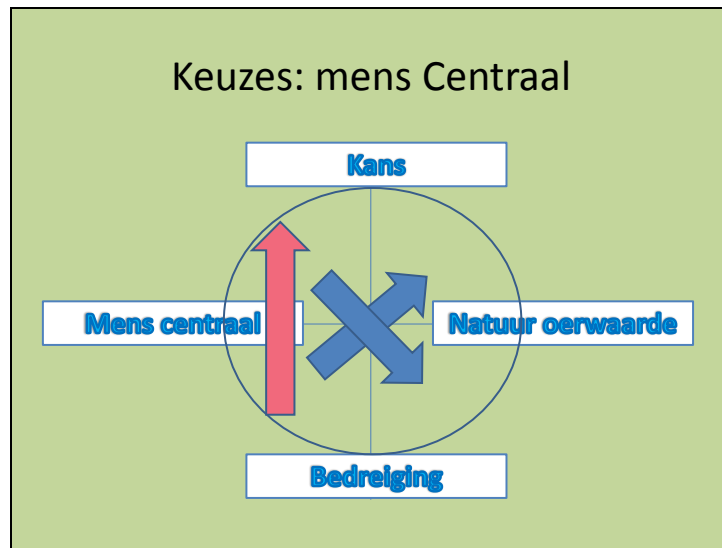 Keuzes: mens Centraal
Kans
Mens centraal
Natuur oerwaarde
Bedreiging